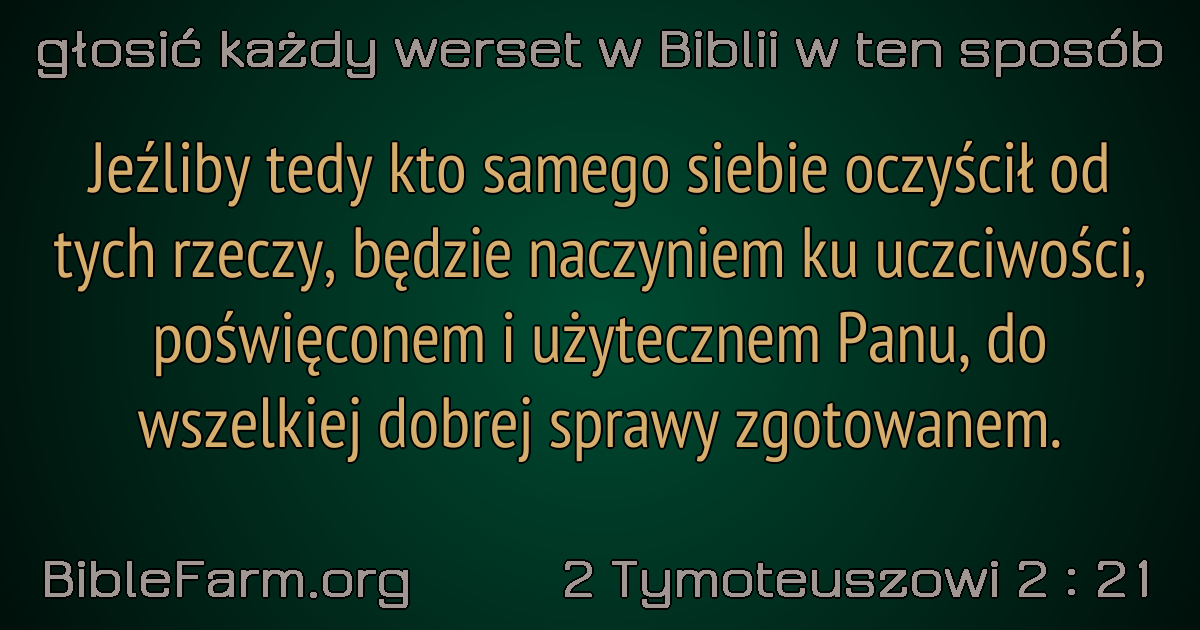 głosić każdy werset w Biblii w ten sposób
Jeźliby tedy kto samego siebie oczyścił od
tych rzeczy, będzie naczyniem ku uczciwości,
poświęconem i użytecznem Panu, do
wszelkiej dobrej sprawy zgotowanem.
BibleFarm.org
2 Tymoteuszowi 2 : 21